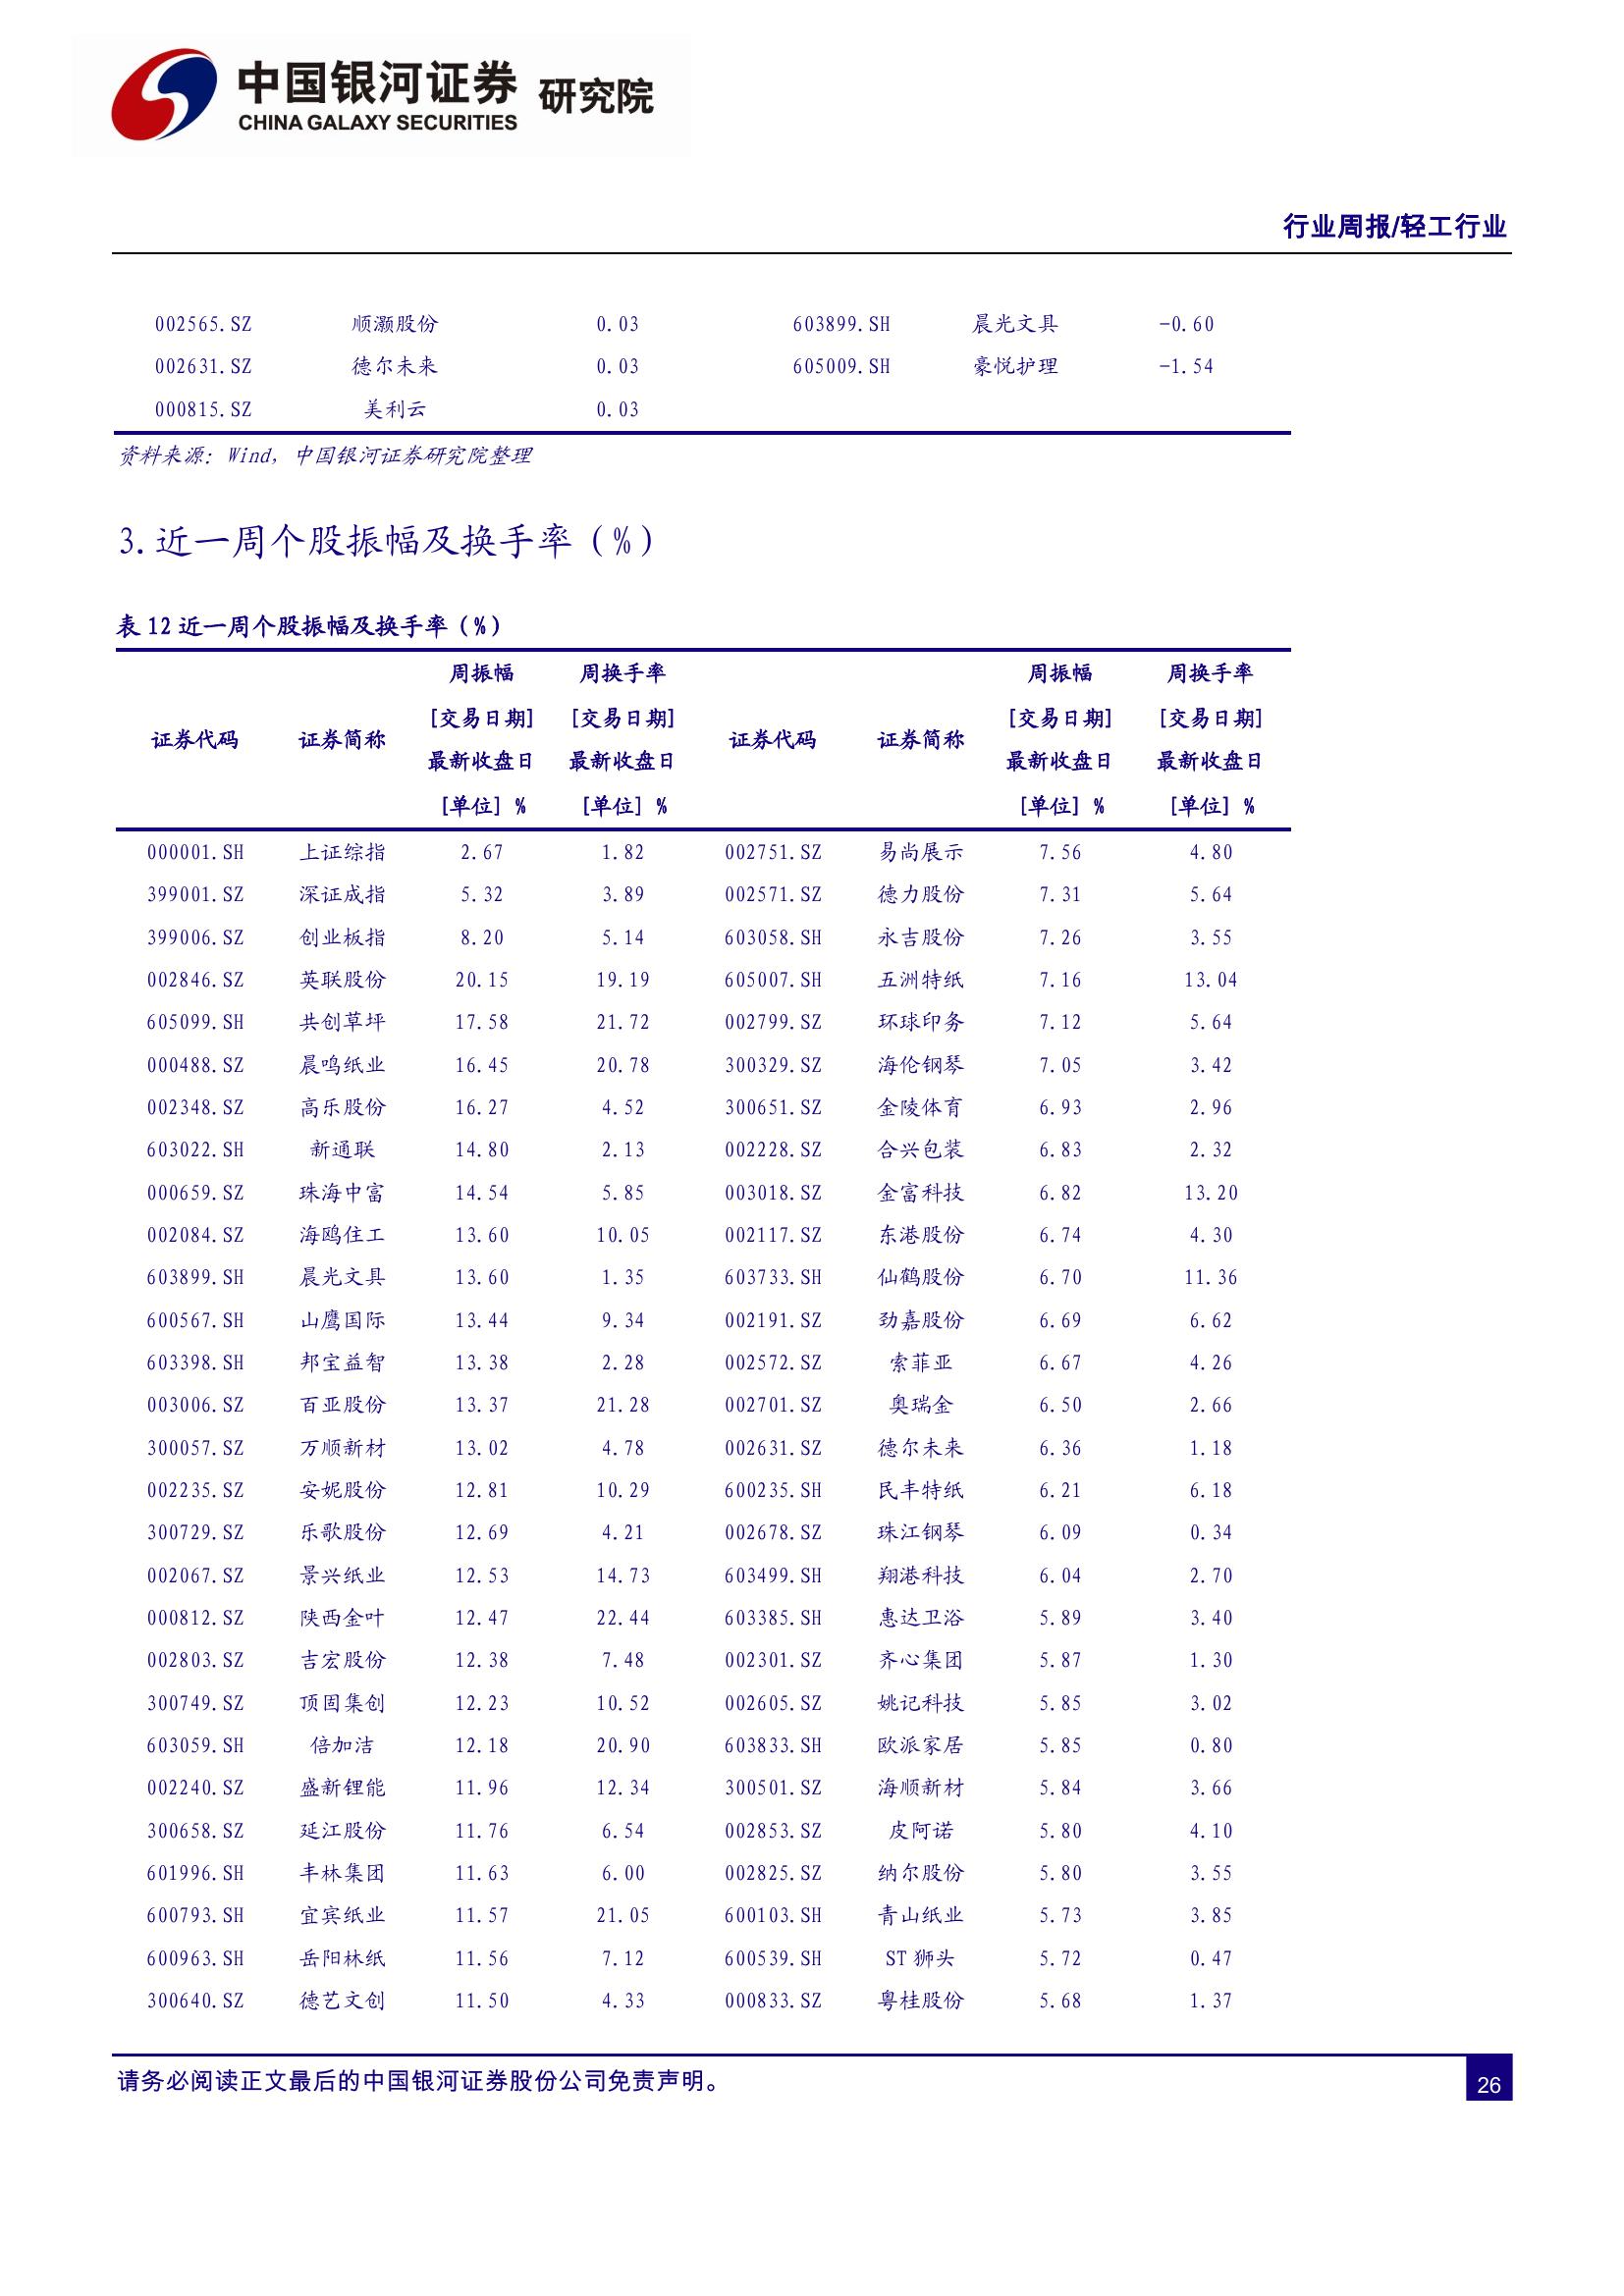 中国银河证券 研究院
CHINA GALAXY SECURITIES
行业周报/轻工行业
002565.SZ 顺灏股份 0.03 603899.SH 晨光文具 -0.60
002631.SZ 德尔未来 0.03 605009.SH 豪悦护理 -1.54
000815.SZ 美利云 0.03
资料来源：Wind，中国银河证券研究院整理
3.近一周个股振幅及换手率（%）
表 12 近一周个股振幅及换手率（%）
周振幅 周换手率 周振幅 周换手率
[交易日期] [交易日期] [交易日期] [交易日期]
证券代码 证券简称 证券代码 证券简称
最新收盘日 最新收盘日 最新收盘日 最新收盘日
[单位] % [单位] % [单位] % [单位] %
000001.SH 上证综指 2.67 1.82 002751.SZ 易尚展示 7.56 4.80
399001.SZ 深证成指 5.32 3.89 002571.SZ 德力股份 7.31 5.64
399006.SZ 创业板指 8.20 5.14 603058.SH 永吉股份 7.26 3.55
002846.SZ 英联股份 20.15 19.19 605007.SH 五洲特纸 7.16 13.04
605099.SH 共创草坪 17.58 21.72 002799.SZ 环球印务 7.12 5.64
000488.SZ 晨鸣纸业 16.45 20.78 300329.SZ 海伦钢琴 7.05 3.42
002348.SZ 高乐股份 16.27 4.52 300651.SZ 金陵体育 6.93 2.96
603022.SH 新通联 14.80 2.13 002228.SZ 合兴包装 6.83 2.32
000659.SZ 珠海中富 14.54 5.85 003018.SZ 金富科技 6.82 13.20
002084.SZ 海鸥住工 13.60 10.05 002117.SZ 东港股份 6.74 4.30
603899.SH 晨光文具 13.60 1.35 603733.SH 仙鹤股份 6.70 11.36
600567.SH 山鹰国际 13.44 9.34 002191.SZ 劲嘉股份 6.69 6.62
603398.SH 邦宝益智 13.38 2.28 002572.SZ 索菲亚 6.67 4.26
003006.SZ 百亚股份 13.37 21.28 002701.SZ 奥瑞金 6.50 2.66
300057.SZ 万顺新材 13.02 4.78 002631.SZ 德尔未来 6.36 1.18
002235.SZ 安妮股份 12.81 10.29 600235.SH 民丰特纸 6.21 6.18
300729.SZ 乐歌股份 12.69 4.21 002678.SZ 珠江钢琴 6.09 0.34
002067.SZ 景兴纸业 12.53 14.73 603499.SH 翔港科技 6.04 2.70
000812.SZ 陕西金叶 12.47 22.44 603385.SH 惠达卫浴 5.89 3.40
002803.SZ 吉宏股份 12.38 7.48 002301.SZ 齐心集团 5.87 1.30
300749.SZ 顶固集创 12.23 10.52 002605.SZ 姚记科技 5.85 3.02
603059.SH 倍加洁 12.18 20.90 603833.SH 欧派家居 5.85 0.80
002240.SZ 盛新锂能 11.96 12.34 300501.SZ 海顺新材 5.84 3.66
300658.SZ 延江股份 11.76 6.54 002853.SZ 皮阿诺 5.80 4.10
601996.SH 丰林集团 11.63 6.00 002825.SZ 纳尔股份 5.80 3.55
600793.SH 宜宾纸业 11.57 21.05 600103.SH 青山纸业 5.73 3.85
600963.SH 岳阳林纸 11.56 7.12 600539.SH ST 狮头 5.72 0.47
300640.SZ 德艺文创 11.50 4.33 000833.SZ 粤桂股份 5.68 1.37
请务必阅读正文最后的中国银河证券股份公司免责声明。
26